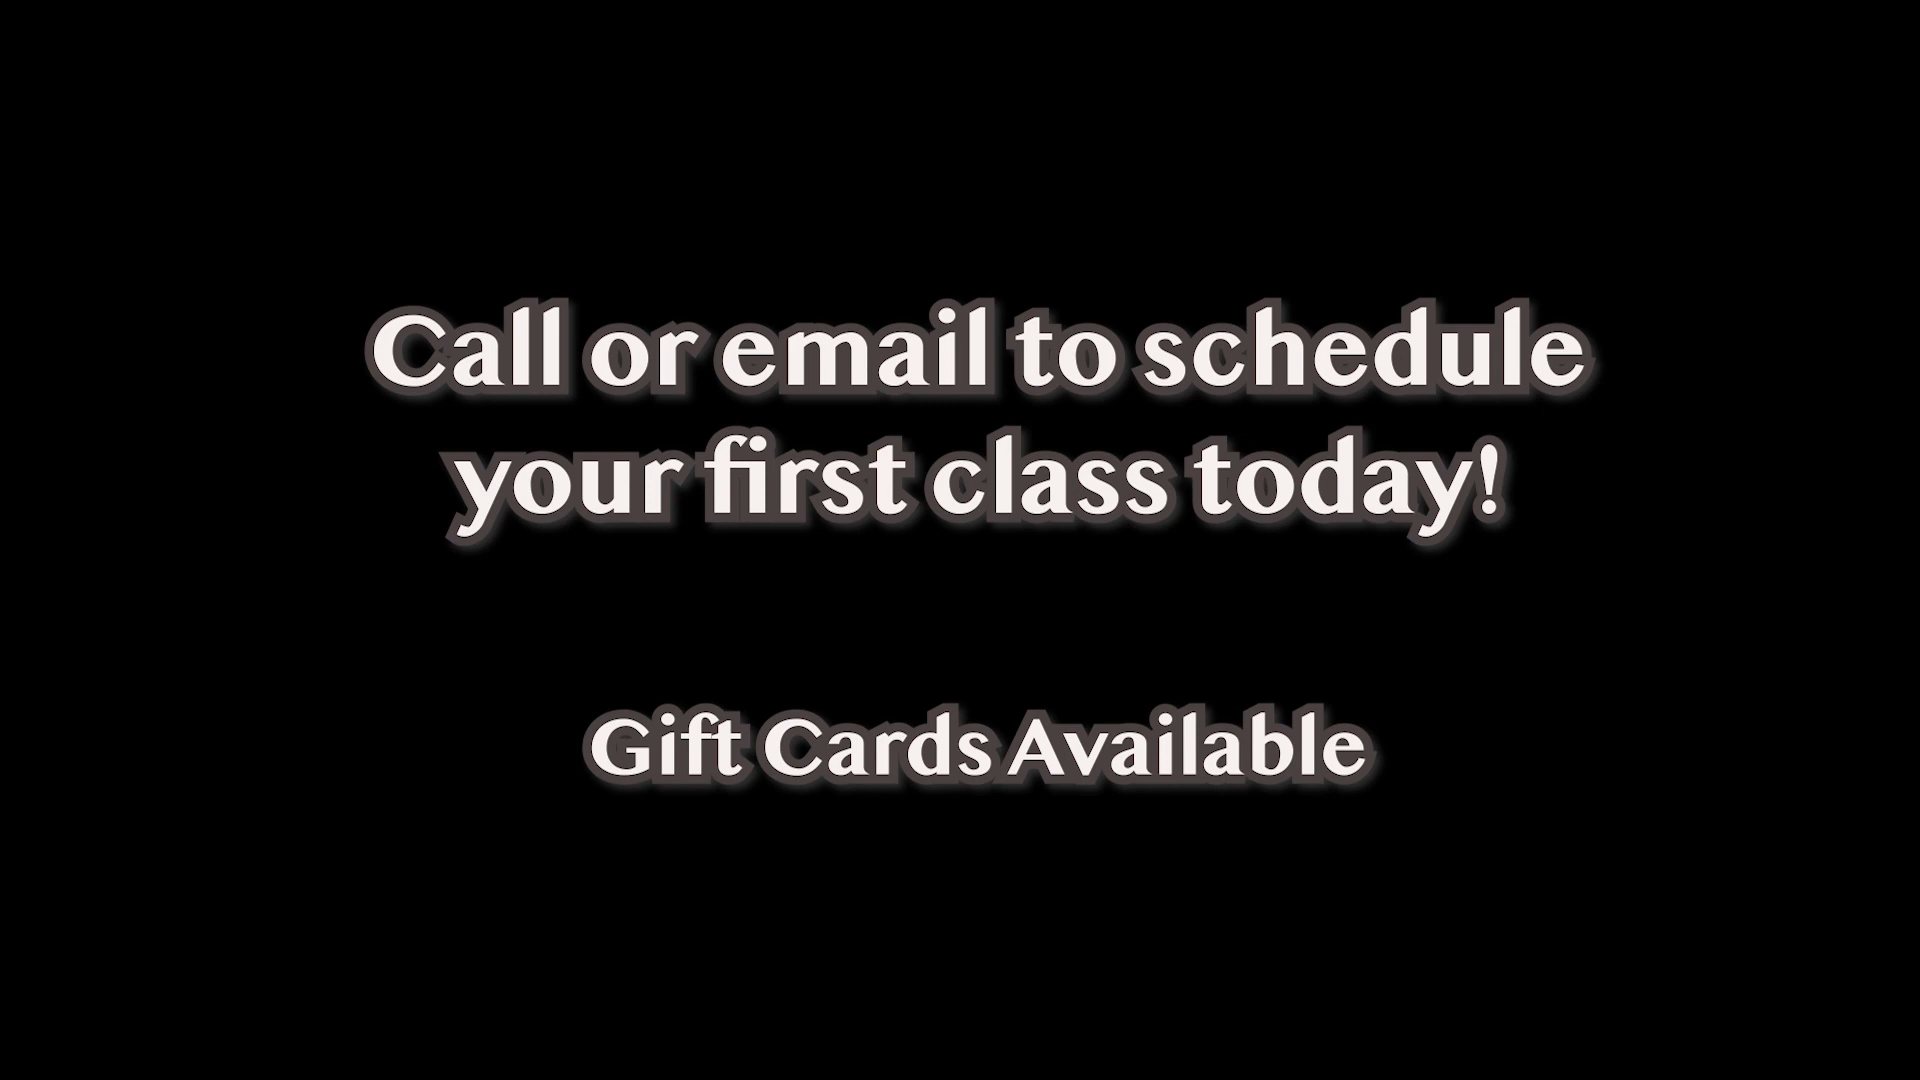 Call or email to schedule
your first class today!
Gift Cards Available